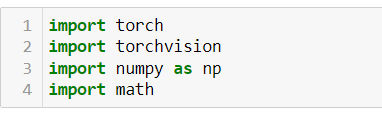 1 import torch
2 import torchvision
3 import numpy as np
4 import math